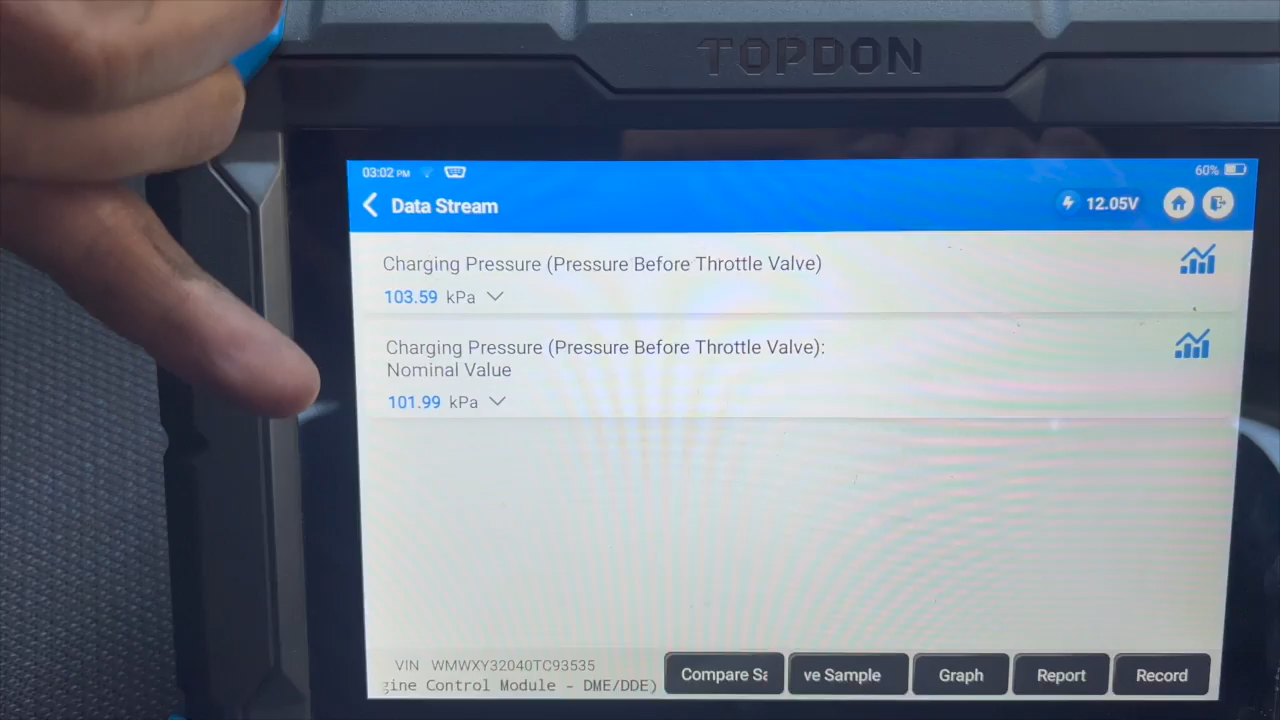 TOPDON
03:02 PM
60%
Data Stream
12.05V
Charging Pressure (Pressure Before Throttle Valve)
103.59 kPa
Charging Pressure (Pressure Before Throttle Valve):
Nominal Value
101.99 kPa
VIN WMWXY32040TC93535
gine Control Module - DME/DDE)
Compare Sa
ve Sample
Graph
Report
Record